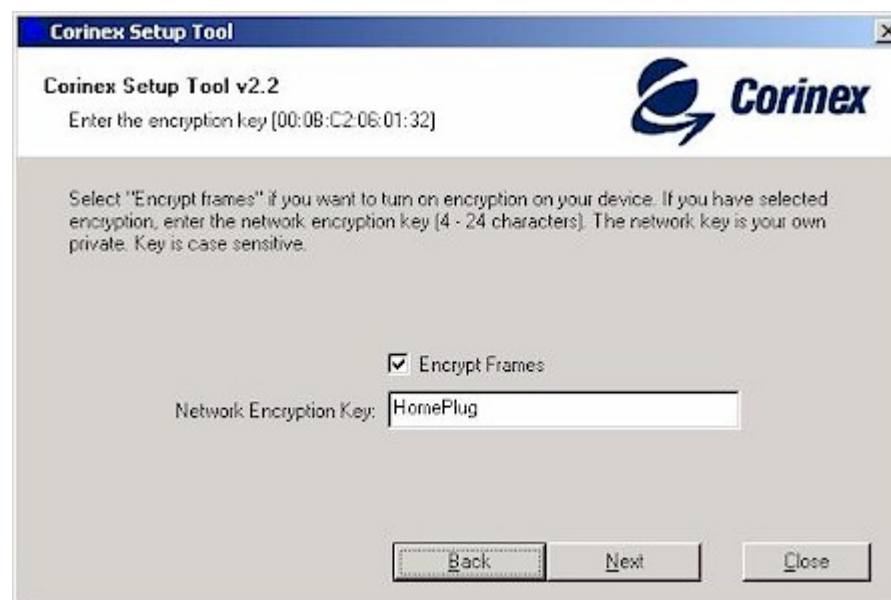 Corinex Setup Tool
Corinex Setup Tool v2.2
Enter the encryption key [00:0B:C2:06:01:32]
Corinex
Select "Encrypt frames" if you want to turn on encryption on your device. If you have selected
encryption, enter the network encryption key (4 - 24 characters). The network key is your own
private. Key is case sensitive.
Encrypt Frames
Network Encryption Key: HomePlug
Back Next Close